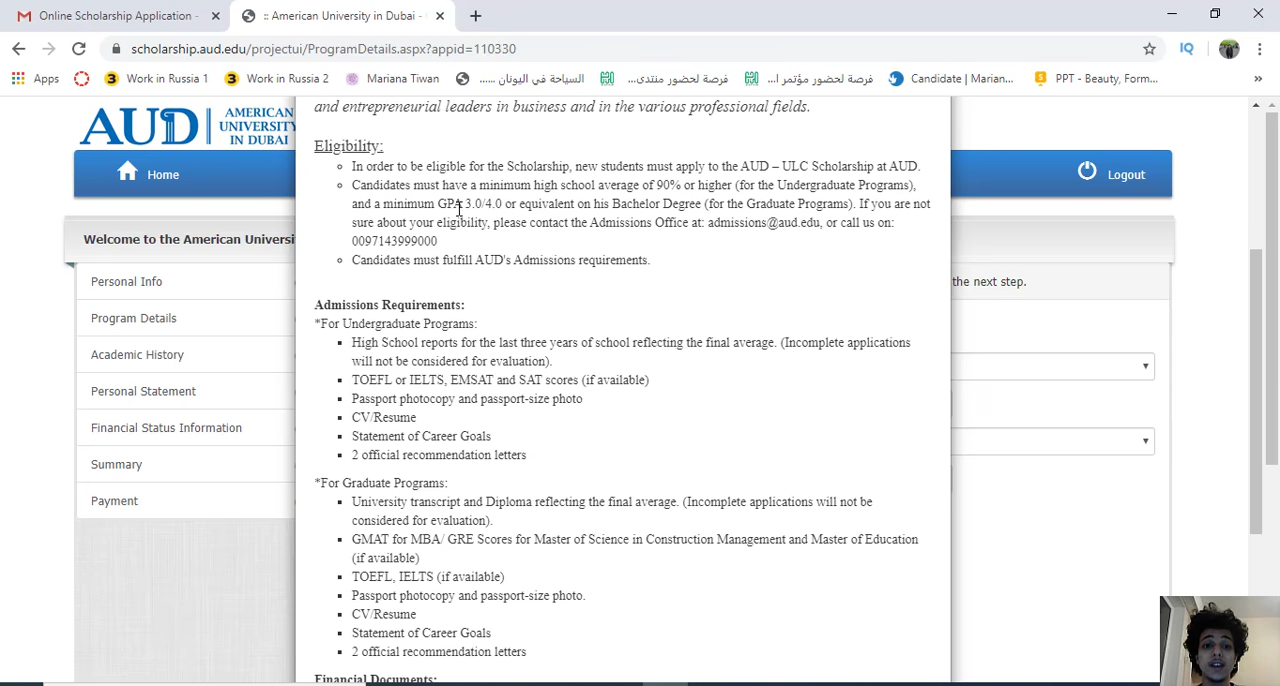 Online Scholarship Application -
:: American University in Dubai -
scholarship.aud.edu/projectui/ProgramDetails.aspx?appid=110330
Apps
Work in Russia 1
Work in Russia 2
Mariana Tiwan
السياحة في اليونان ......
فرصة لحضور منتدى...
فرصة لحضور مؤتمر ا...
Candidate | Marian...
PPT - Beauty, Form...
»
IQ
AUD
AMERICAN
UNIVERSITY
IN DUBAI
Home
Logout
Welcome to the American Universi
Personal Info
Program Details
Academic History
Personal Statement
Financial Status Information
Summary
Payment
the next step.
and entrepreneurial leaders in business and in the various professional fields.
Eligibility:
In order to be eligible for the Scholarship, new students must apply to the AUD – ULC Scholarship at AUD.
Candidates must have a minimum high school average of 90% or higher (for the Undergraduate Programs),
and a minimum GPA 3.0/4.0 or equivalent on his Bachelor Degree (for the Graduate Programs). If you are not
sure about your eligibility, please contact the Admissions Office at: admissions@aud.edu, or call us on:
0097143999000
Candidates must fulfill AUD's Admissions requirements.
Admissions Requirements:
*For Undergraduate Programs:
High School reports for the last three years of school reflecting the final average. (Incomplete applications
will not be considered for evaluation).
TOEFL or IELTS, EMSAT and SAT scores (if available)
Passport photocopy and passport-size photo
CV/Resume
Statement of Career Goals
2 official recommendation letters
*For Graduate Programs:
University transcript and Diploma reflecting the final average. (Incomplete applications will not be
considered for evaluation).
GMAT for MBA/ GRE Scores for Master of Science in Construction Management and Master of Education
(if available)
TOEFL, IELTS (if available)
Passport photocopy and passport-size photo.
CV/Resume
Statement of Career Goals
2 official recommendation letters
Financial Documents: